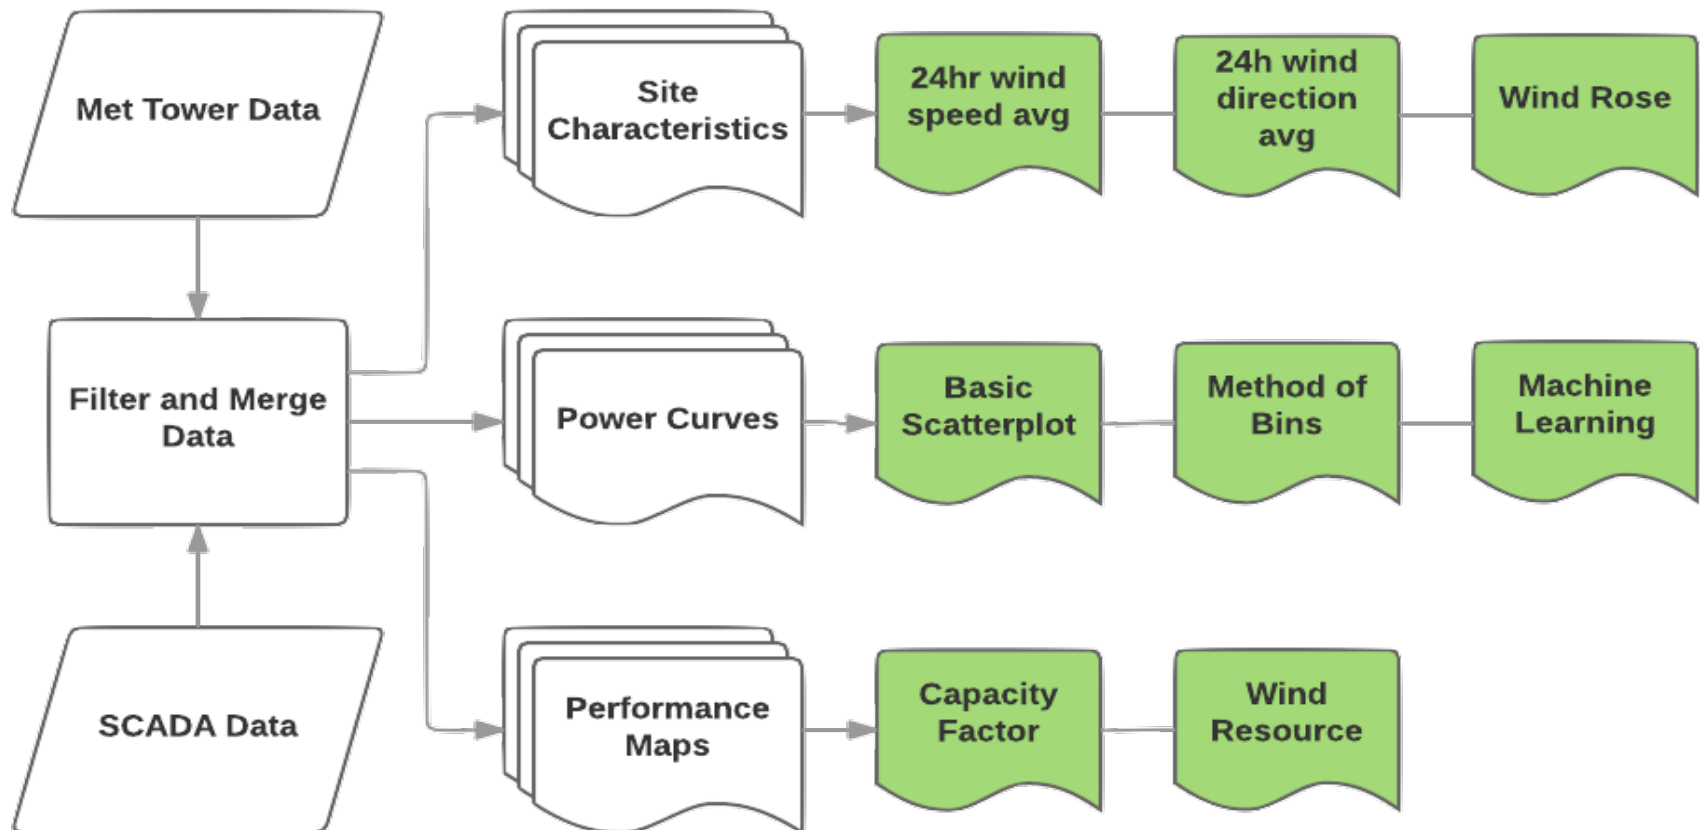 Met Tower Data
Site
Characteristics
24hr wind
speed avg
24h wind
direction
avg
Wind Rose
Filter and Merge
Data
Power Curves
Basic
Scatterplot
Method of
Bins
Machine
Learning
SCADA Data
Performance
Maps
Capacity
Factor
Wind
Resource